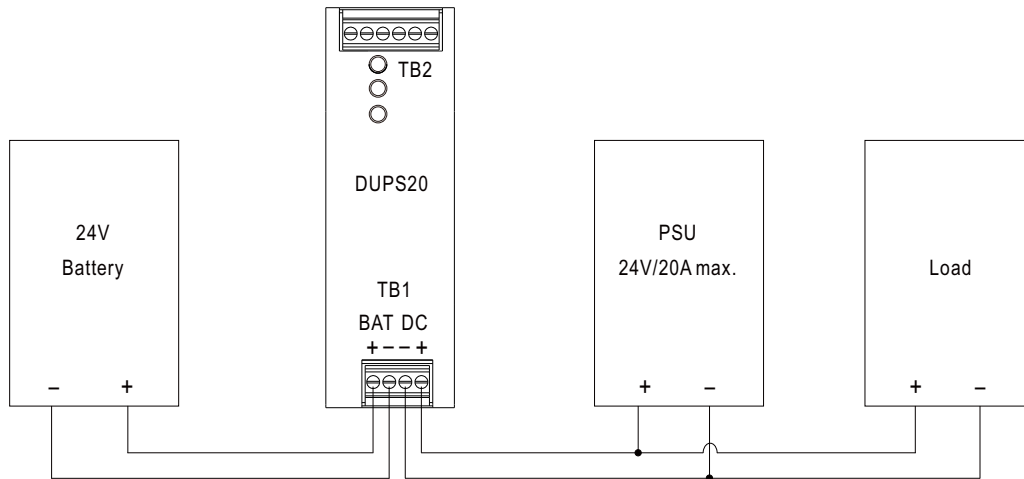 TB2
DUPS20
24V
Battery
PSU
24V/20A max.
Load
TB1
BAT DC
+ − − +
− +
+ −
+ −